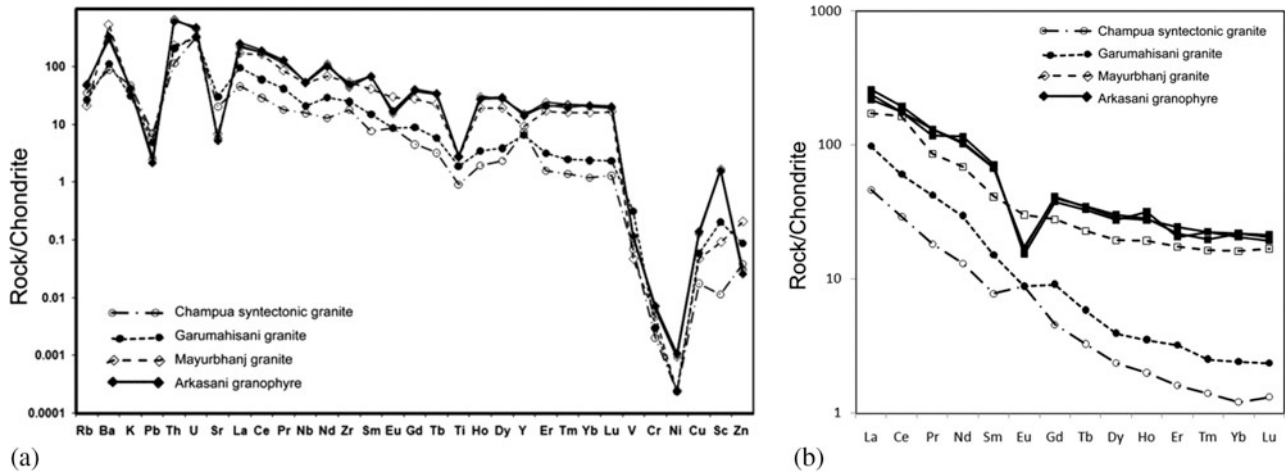 100
10
1
0.1
0.01
0.001
0.0001
Rock/Chondrite
Champua syntectonic granite
Garumahisani granite
Mayurbhanj granite
Arkasani granophyre
Rb Ba K Pb Th U Sr La Ce Pr Nb Nd Zr Sm Eu Gd Tb Ti Ho Dy Y Er Tm Yb Lu V Cr Ni Cu Sc Zn
(a)
1000
100
10
1
Rock/Chondrite
Champua syntectonic granite
Garumahisani granite
Mayurbhanj granite
Arkasani granophyre
La Ce Pr Nd Sm Eu Gd Tb Dy Ho Er Tm Yb Lu
(b)